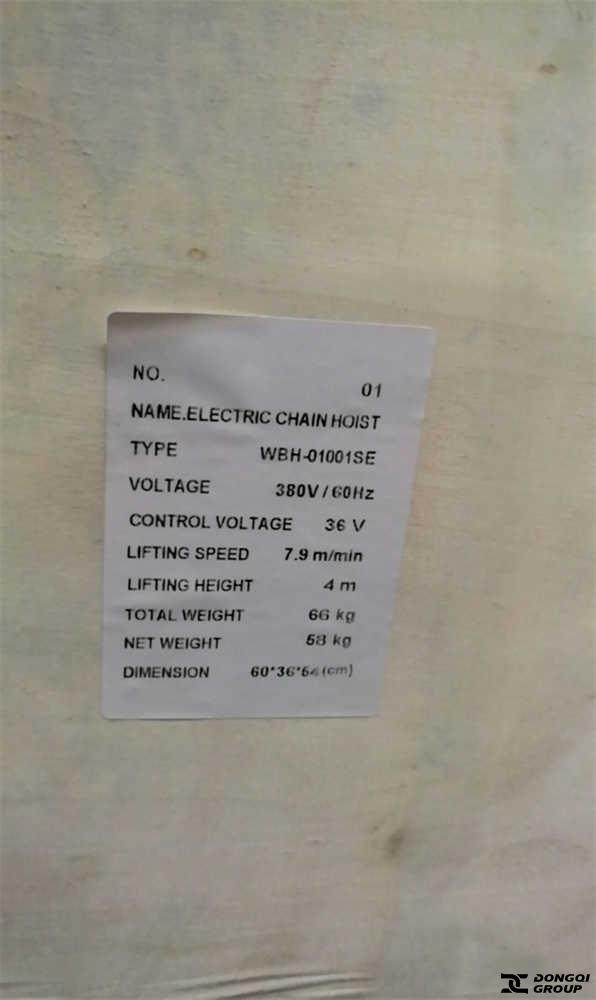 NO. 01
NAME.ELECTRIC CHAIN HOIST
TYPE WBH-01001SE
VOLTAGE 380V/60Hz
CONTROL VOLTAGE 36 V
LIFTING SPEED 7.9 m/min
LIFTING HEIGHT 4 m
TOTAL WEIGHT 66 kg
NET WEIGHT 58 kg
DIMENSION
DONGQI
GROUP